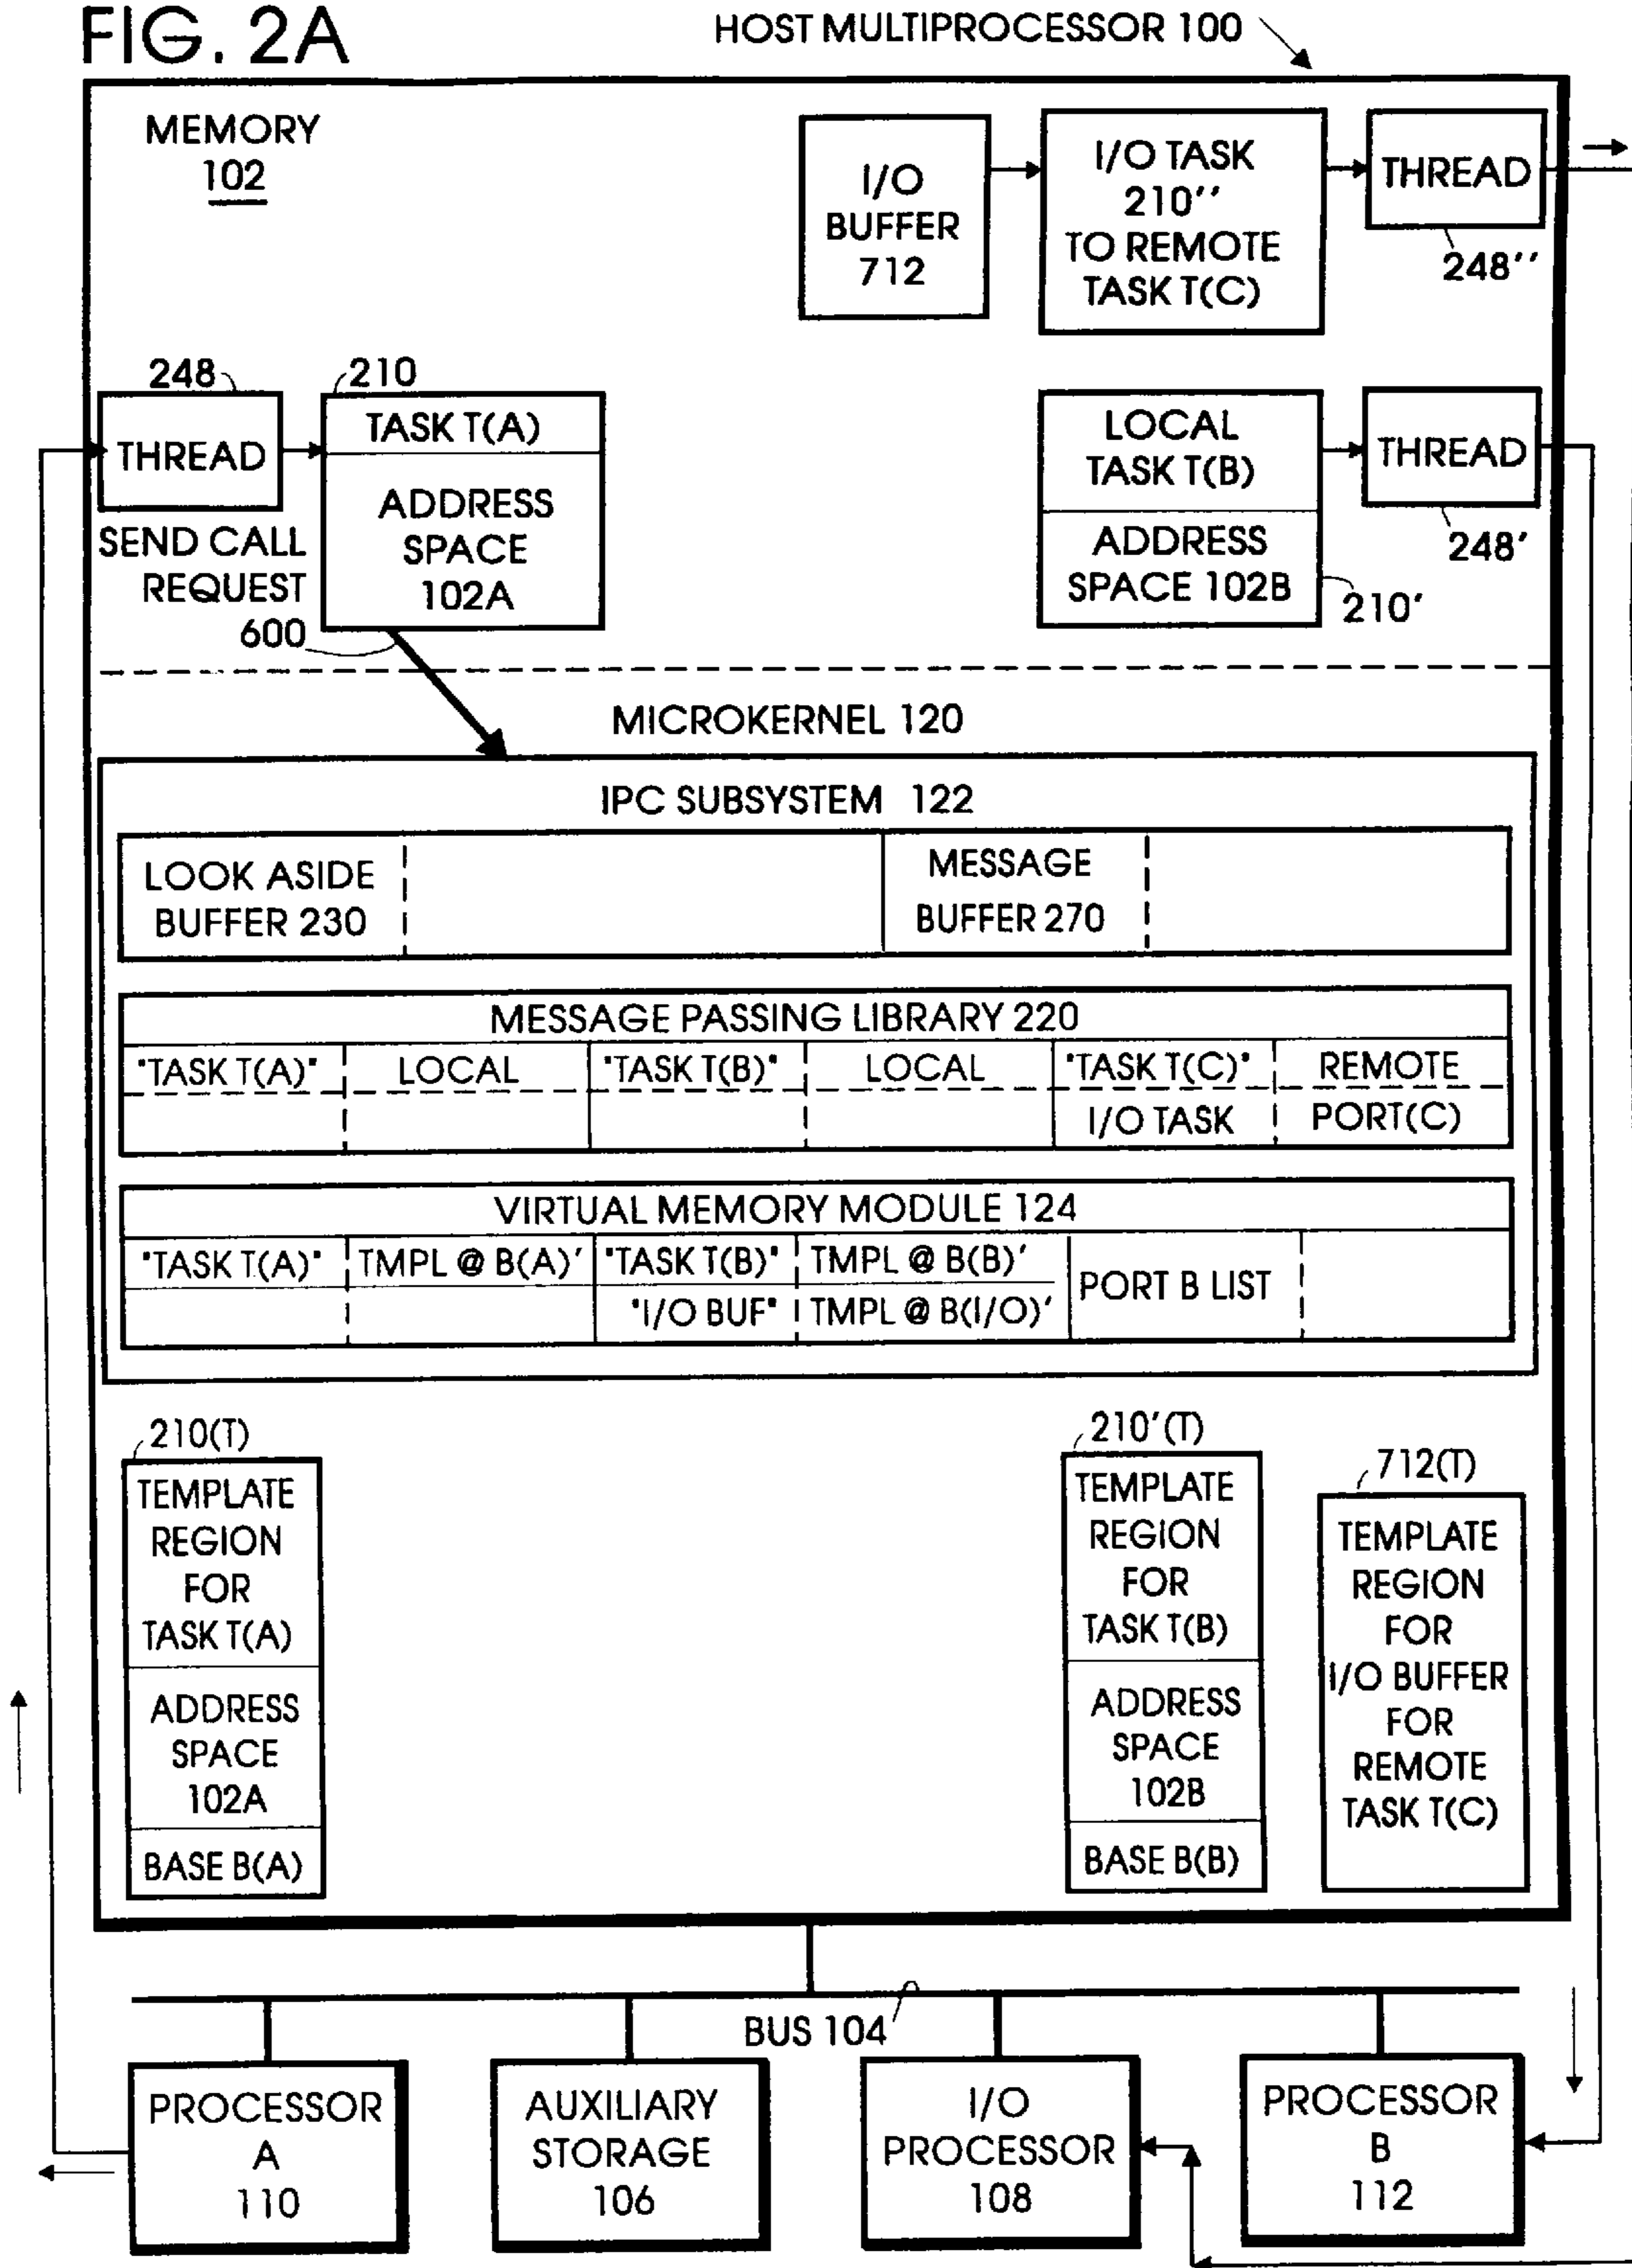 FIG. 2A
HOST MULTIPROCESSOR 100
MEMORY
102
I/O
BUFFER
712
I/O TASK
210''
TO REMOTE
TASK T(C)
THREAD
248''
248
THREAD
210
TASK T(A)
ADDRESS
SPACE
102A
SEND CALL
REQUEST
600
LOCAL
TASK T(B)
ADDRESS
SPACE 102B
210'
THREAD
248'
MICROKERNEL 120
IPC SUBSYSTEM 122
LOOK ASIDE
BUFFER 230
MESSAGE
BUFFER 270
MESSAGE PASSING LIBRARY 220
"TASK T(A)" LOCAL "TASK T(B)" LOCAL "TASK T(C)" REMOTE
I/O TASK PORT(C)
VIRTUAL MEMORY MODULE 124
"TASK T(A)" TMPL @ B(A)' "TASK T(B)" TMPL @ B(B)'
"I/O BUF" TMPL @ B(I/O)'
PORT B LIST
210(T)
TEMPLATE
REGION
FOR
TASK T(A)
ADDRESS
SPACE
102A
BASE B(A)
210'(T)
TEMPLATE
REGION
FOR
TASK T(B)
ADDRESS
SPACE
102B
BASE B(B)
712(T)
TEMPLATE
REGION
FOR
I/O BUFFER
FOR
REMOTE
TASK T(C)
BUS 104
PROCESSOR
A
110
AUXILIARY
STORAGE
106
I/O
PROCESSOR
108
PROCESSOR
B
112